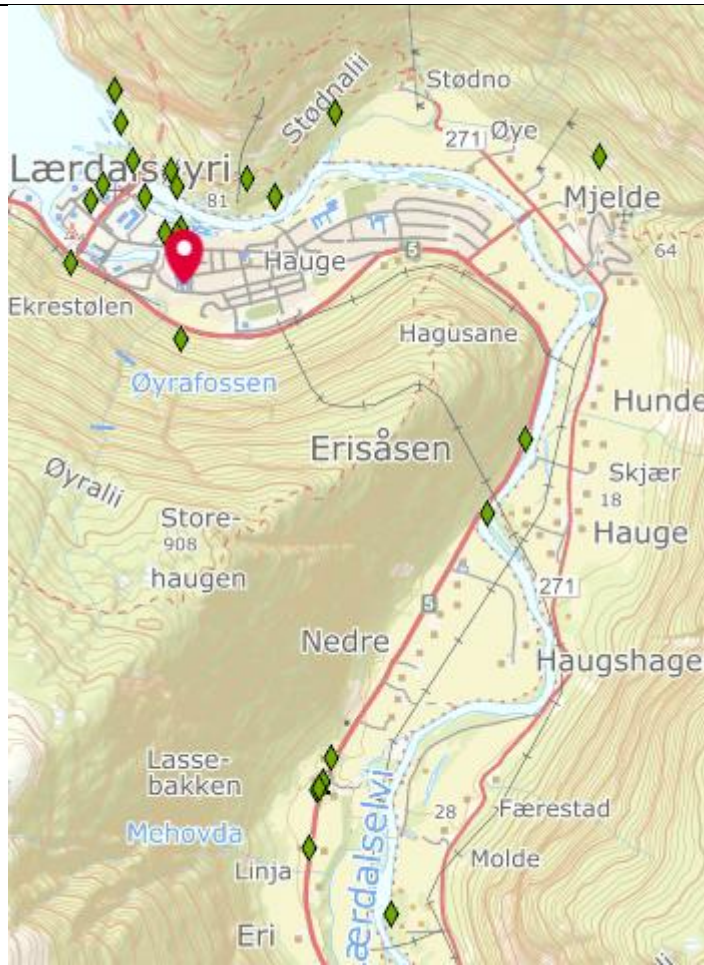 Stødno
Stødnalii
271
Øye
Lærdalsøyri
81
Mjelde
64
5
Hauge
Ekrestølen
Hagusane
Øyrafossen
Hunde
Erisåsen
Skjær
Øyralii
18
Store-
908
Hauge
haugen
271
5
Nedre
Haugshage
Lasse-
bakken
28
Færestad
Mehovda
Lærdalselvi
Molde
Linja
Eri